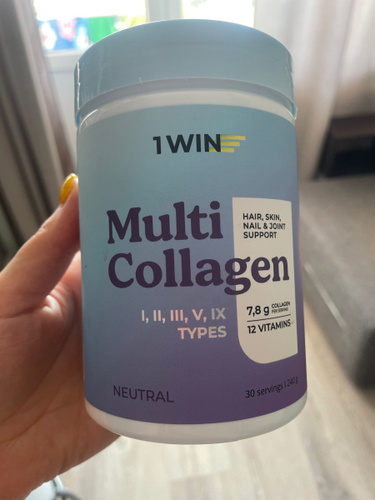 1WIN
Multi
Collagen
HAIR, SKIN,
NAIL & JOINT
SUPPORT
7,8 g COLLAGEN
PER SERVING
12 VITAMINS
I, II, III, V, IX
TYPES
NEUTRAL
30 servings | 240 g